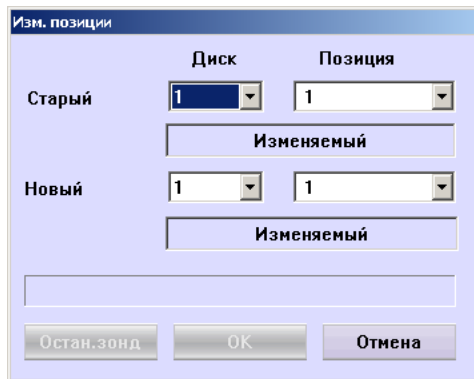 Изм. позиции
Диск Позиция
Старый 1 1
Изменяемый
Новый 1 1
Изменяемый
Остан.зонд OK Отмена